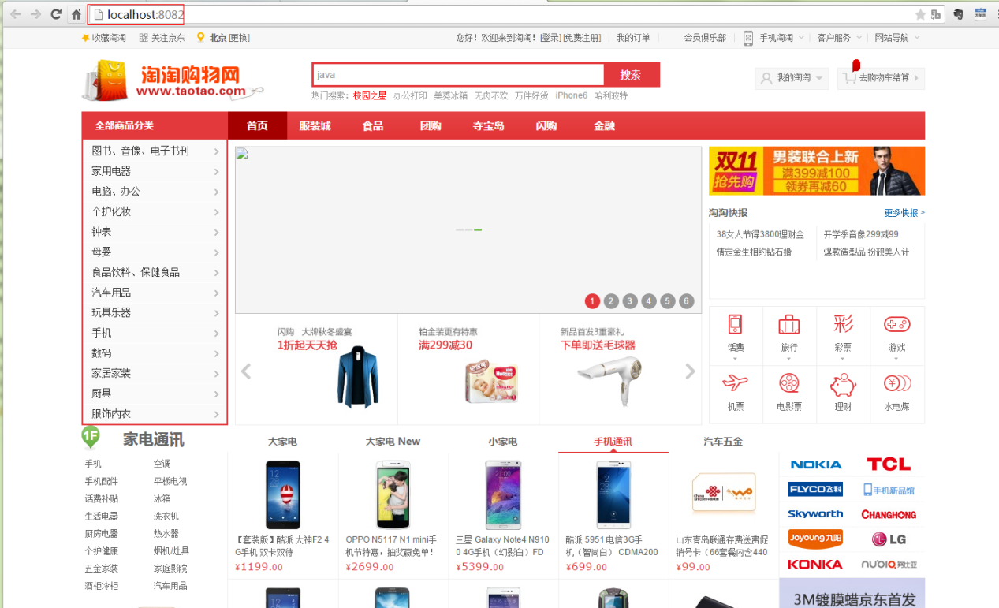 localhost:8082
收藏淘淘 关注京东 北京[更换] 您好！欢迎来到淘淘！[登录][免费注册] 我的订单 会员俱乐部 手机淘淘 客户服务 网站导航
淘淘购物网
www.taotao.com
java 搜索
我的淘淘 去购物车结算
热门搜索： 校园之星 办公打印 美菱冰箱 无肉不欢 万件好货 iPhone6 哈利波特
全部商品分类 首页 服装城 食品 团购 夺宝岛 闪购 金融
图书、音像、电子书刊
家用电器
电脑、办公
个护化妆
钟表
母婴
食品饮料、保健食品
汽车用品
玩具乐器
手机
数码
家居家装
厨具
服饰内衣
1 2 3 4 5 6
闪购 大牌秋冬盛宴
1折起天天抢
铂金装更有特惠
满299减30
HUGGIES
新品首发3重豪礼
下单即送毛球器
双11
抢先购
男装联合上新
满399减100
领券再减60
淘淘快报 更多快报 >
38女人节得3800理财金 开学季音像299减99
情定金生相约钻石婚 爆款造型品 扮靓美人计
话费 旅行 彩票 游戏
机票 电影票 理财 水电煤
1F 家电通讯 大家电 大家电 New 小家电 手机通讯 汽车五金
手机 空调
手机配件 平板电视
话费补贴 冰箱
生活电器 洗衣机
厨房电器 热水器
个护健康 烟机/灶具
五金家装 家庭影院
酒柜冷柜 汽车用品
【套装版】酷派 大神F2 4
G手机 双卡双待
¥1199.00
OPPO N5117 N1 mini手
机节特惠，抽奖赢免单！
¥2699.00
三星 Galaxy Note4 N910
0 4G手机（幻影白）FD
¥5399.00
酷派 5951 电信3G手
机（智尚白） CDMA200
¥699.00
山东青岛联通存费送费促
销号卡（66套餐内含440
¥99.00
NOKIA TCL
FLYCO飞科 手机新品馆
Skyworth CHANGHONG
Joyoung九阳 LG
KONKA nubia努比亚
3M镀膜蜡京东首发